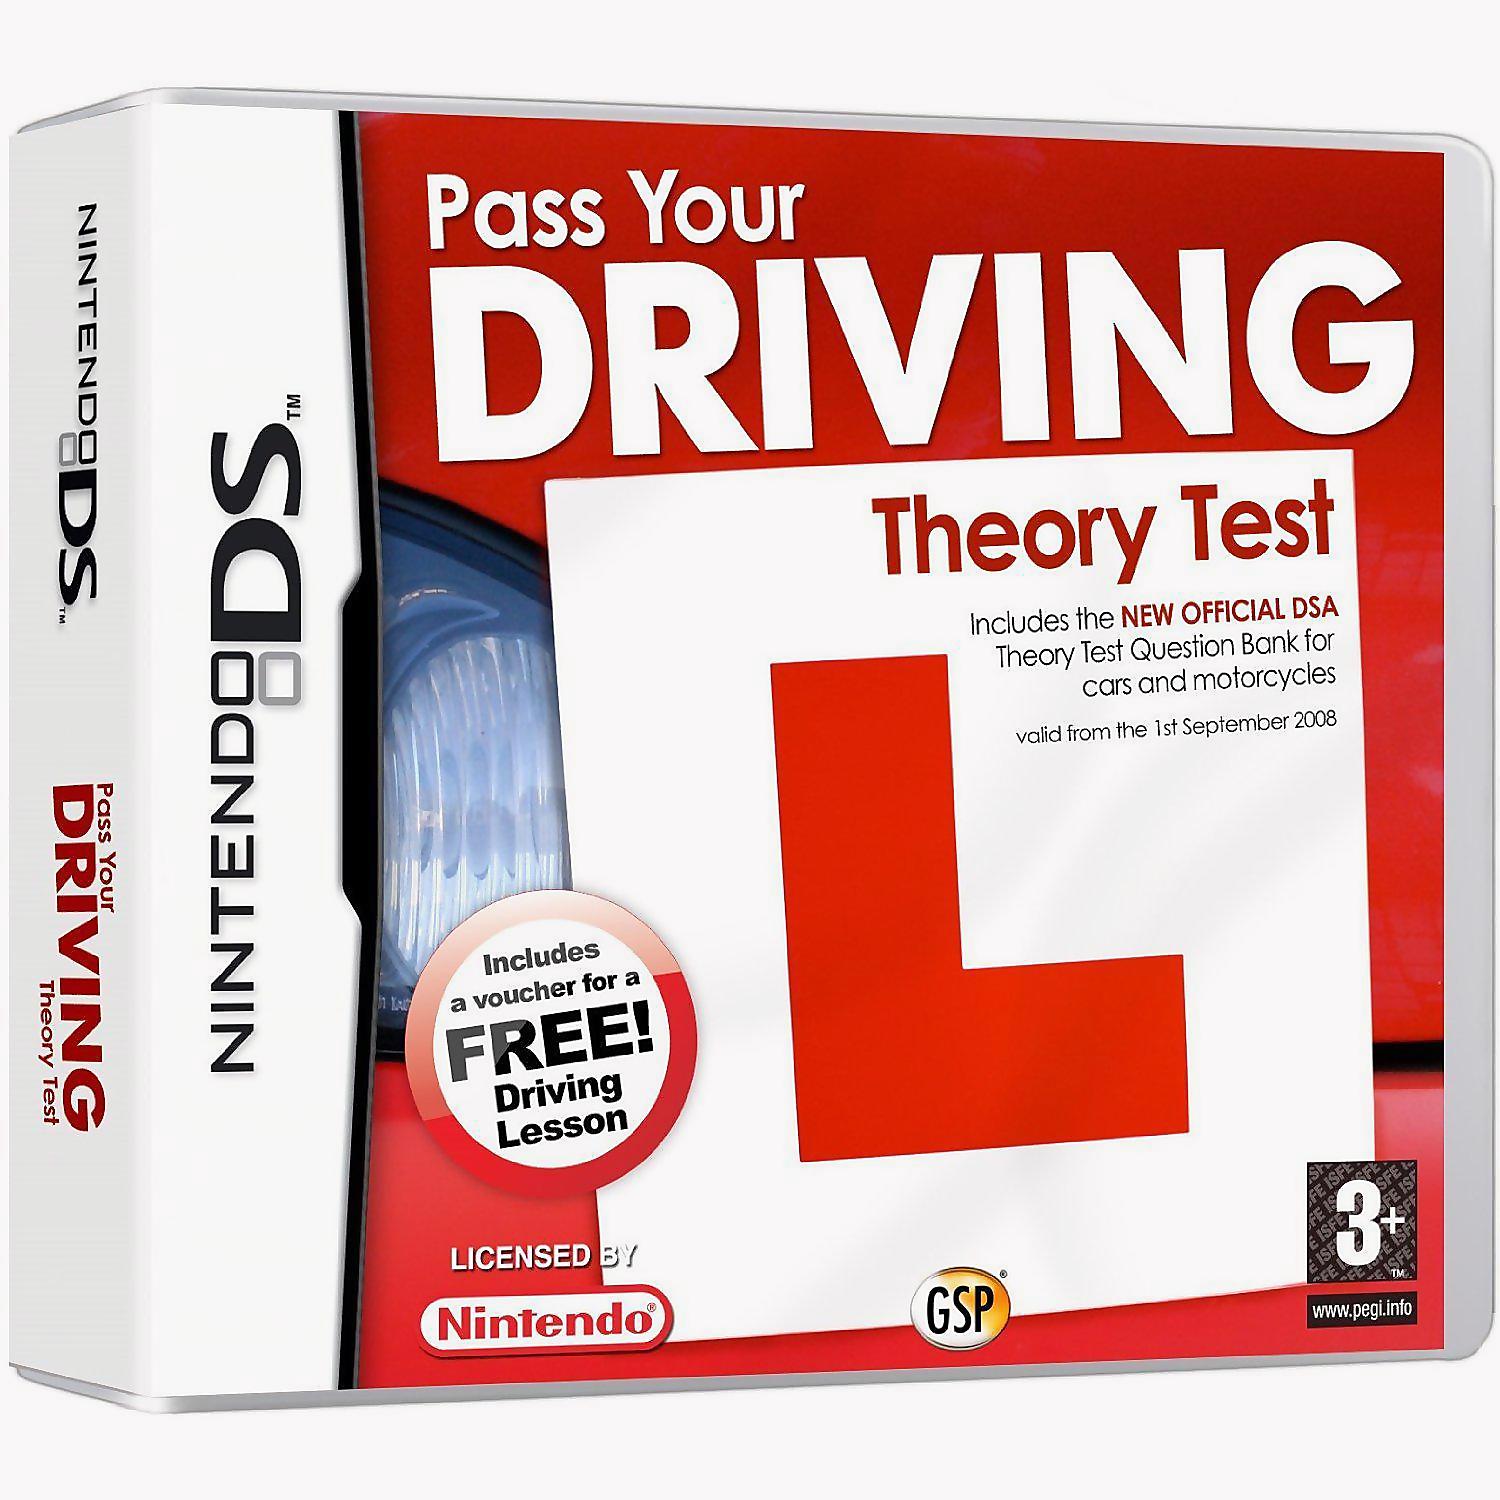 NINTENDO DS™
Pass Your
DRIVING
Theory Test
NINTENDO DS™
Pass Your
DRIVING
Theory Test
Includes the NEW OFFICIAL DSA
Theory Test Question Bank for
cars and motorcycles
valid from the 1st September 2008
Includes
a voucher for a
FREE!
Driving
Lesson
LICENSED BY
Nintendo®
GSP®
3+
™
www.pegi.info